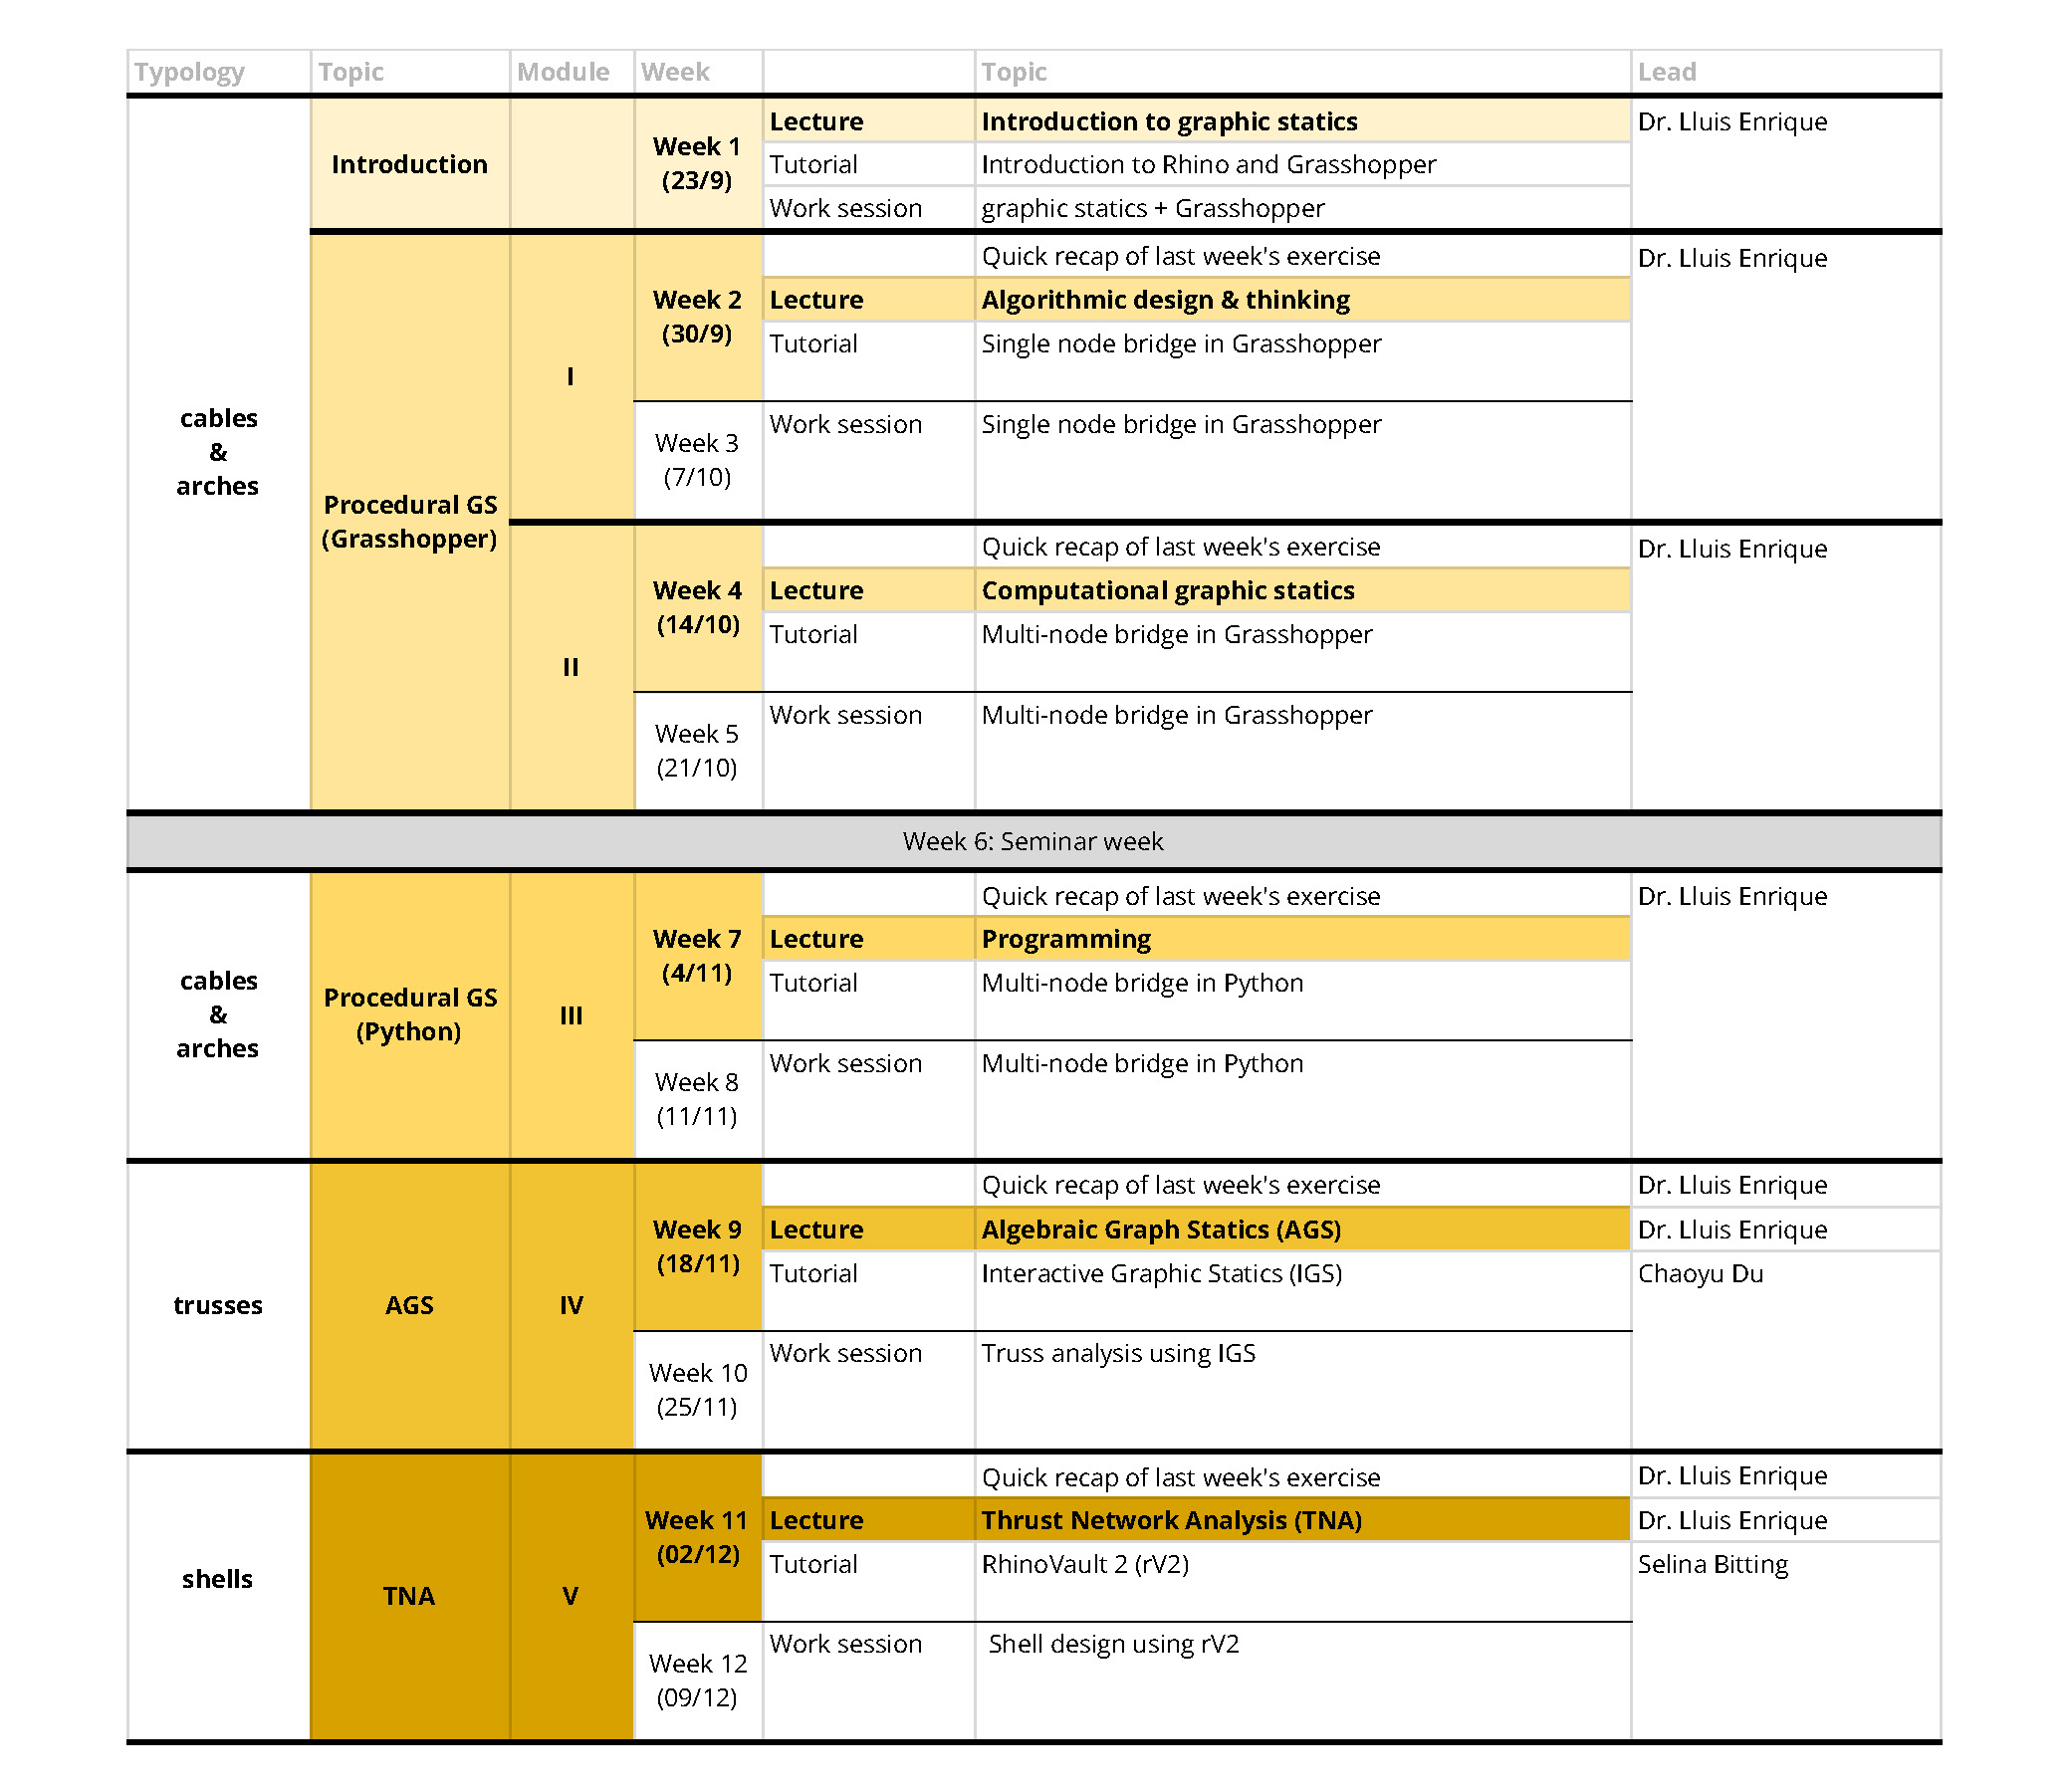 Typology Topic Module Week Topic Lead
cables
&
arches
Introduction
Week 1
(23/9)
Lecture Introduction to graphic statics Dr. Lluis Enrique
Tutorial Introduction to Rhino and Grasshopper
Work session graphic statics + Grasshopper
Procedural GS
(Grasshopper)
I
Week 2
(30/9)
Quick recap of last week's exercise Dr. Lluis Enrique
Lecture Algorithmic design & thinking
Tutorial Single node bridge in Grasshopper
Week 3
(7/10)
Work session Single node bridge in Grasshopper
II
Week 4
(14/10)
Quick recap of last week's exercise Dr. Lluis Enrique
Lecture Computational graphic statics
Tutorial Multi-node bridge in Grasshopper
Week 5
(21/10)
Work session Multi-node bridge in Grasshopper
Week 6: Seminar week
cables
&
arches
Procedural GS
(Python)
III
Week 7
(4/11)
Quick recap of last week's exercise Dr. Lluis Enrique
Lecture Programming
Tutorial Multi-node bridge in Python
Week 8
(11/11)
Work session Multi-node bridge in Python
trusses
AGS
IV
Week 9
(18/11)
Quick recap of last week's exercise Dr. Lluis Enrique
Lecture Algebraic Graph Statics (AGS) Dr. Lluis Enrique
Tutorial Interactive Graphic Statics (IGS) Chaoyu Du
Week 10
(25/11)
Work session Truss analysis using IGS
shells
TNA
V
Week 11
(02/12)
Quick recap of last week's exercise Dr. Lluis Enrique
Lecture Thrust Network Analysis (TNA) Dr. Lluis Enrique
Tutorial RhinoVault 2 (rV2) Selina Bitting
Week 12
(09/12)
Work session Shell design using rV2